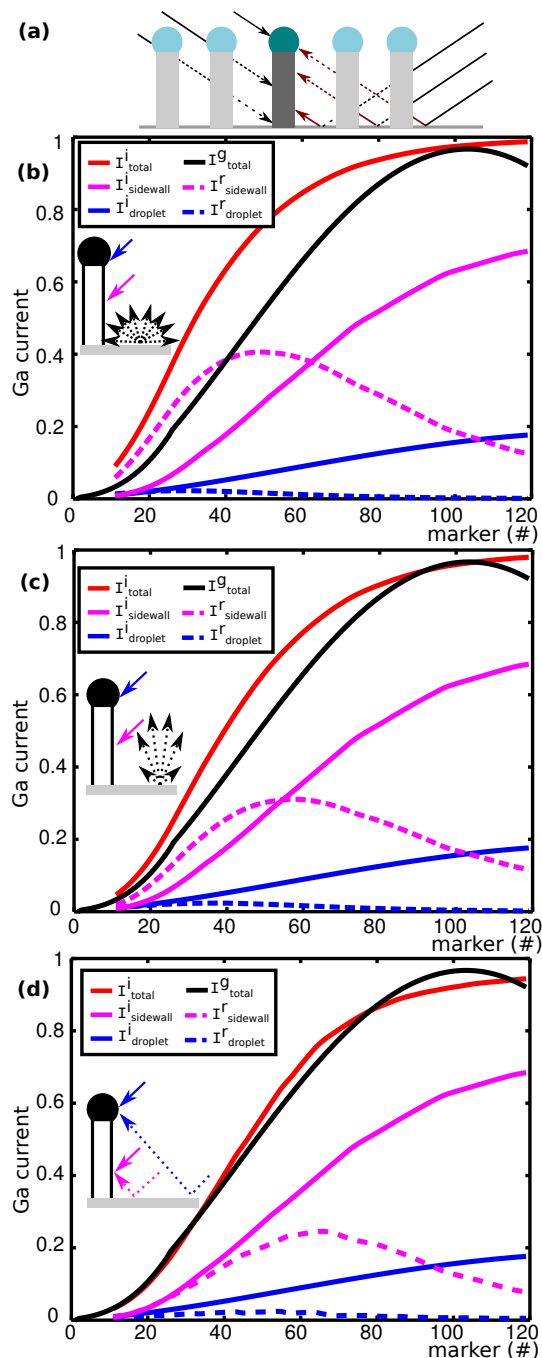 (a)
(b)
1
0.8
0.6
0.4
0.2
0
Ga current
I^i_total I^g_total
I^i_sidewall I^r_sidewall
I^i_droplet I^r_droplet
0 20 40 60 80 100 120
marker (#)
(c)
1
0.8
0.6
0.4
0.2
0
Ga current
I^i_total I^g_total
I^i_sidewall I^r_sidewall
I^i_droplet I^r_droplet
0 20 40 60 80 100 120
marker (#)
(d)
1
0.8
0.6
0.4
0.2
0
Ga current
I^i_total I^g_total
I^i_sidewall I^r_sidewall
I^i_droplet I^r_droplet
0 20 40 60 80 100 120
marker (#)